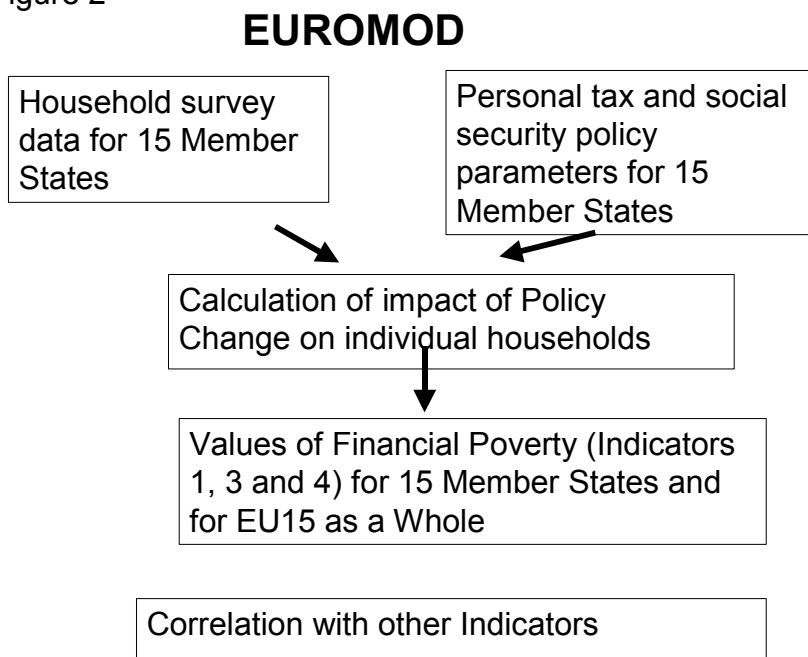 igure 2
EUROMOD
Household survey
data for 15 Member
States
Personal tax and social
security policy
parameters for 15
Member States
Calculation of impact of Policy
Change on individual households
Values of Financial Poverty (Indicators
1, 3 and 4) for 15 Member States and
for EU15 as a Whole
Correlation with other Indicators